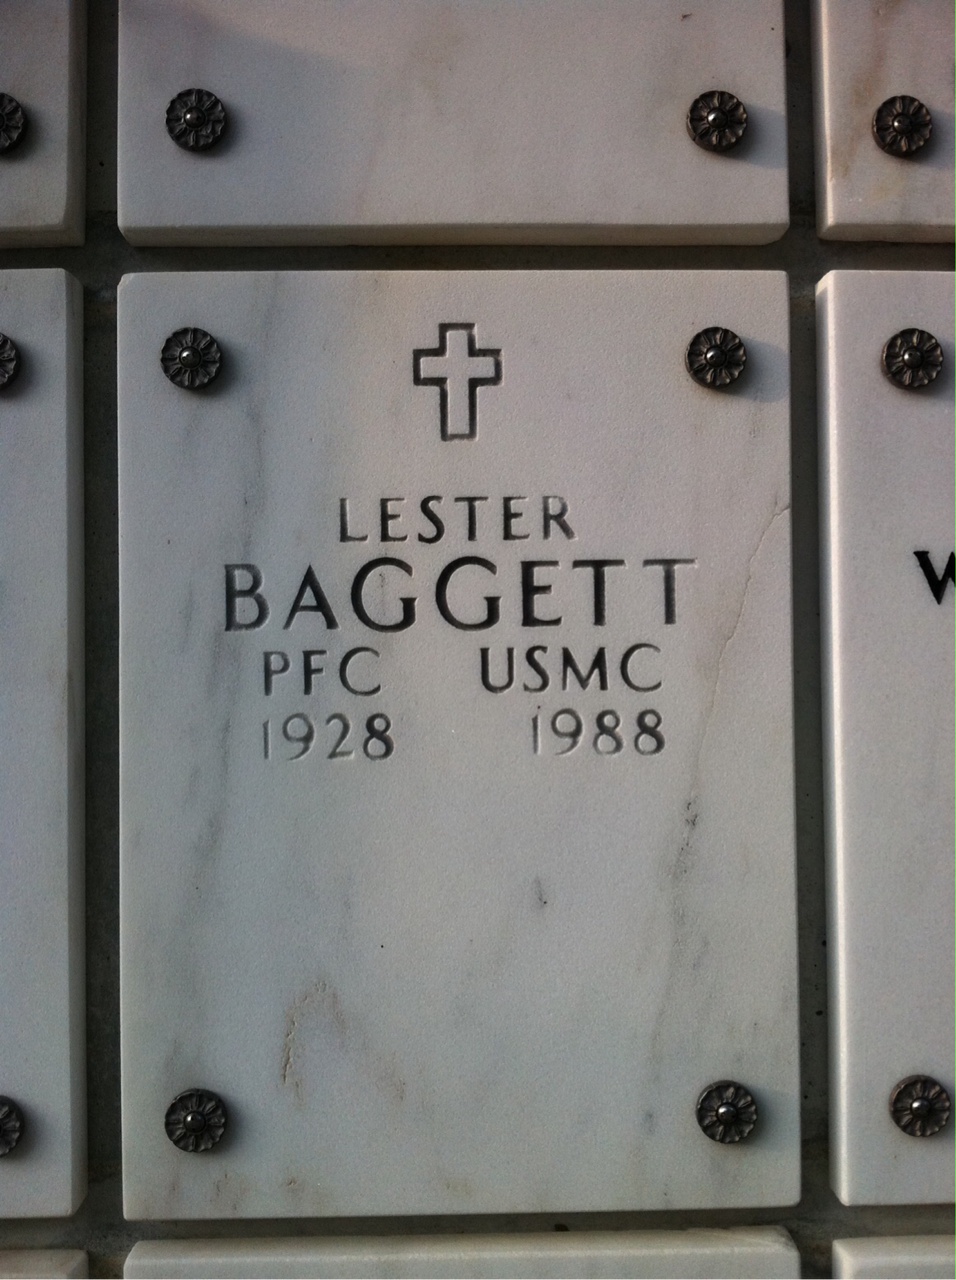 LESTER
BAGGETT
PFC USMC
1928 1988
W